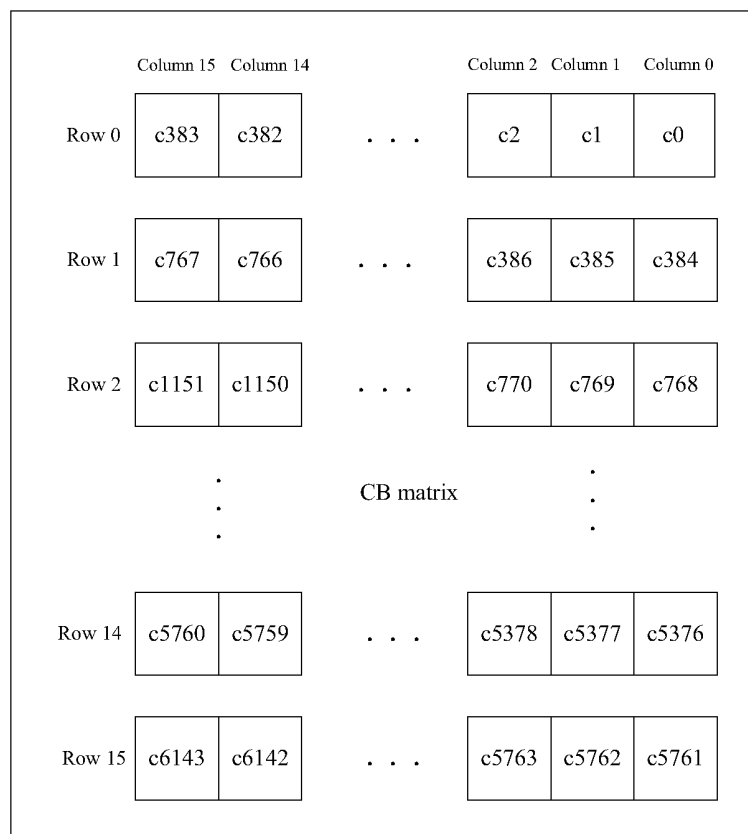 Column 15 Column 14 Column 2 Column 1 Column 0
Row 0 c383 c382 . . . c2 c1 c0
Row 1 c767 c766 . . . c386 c385 c384
Row 2 c1151 c1150 . . . c770 c769 c768
CB matrix
Row 14 c5760 c5759 . . . c5378 c5377 c5376
Row 15 c6143 c6142 . . . c5763 c5762 c5761